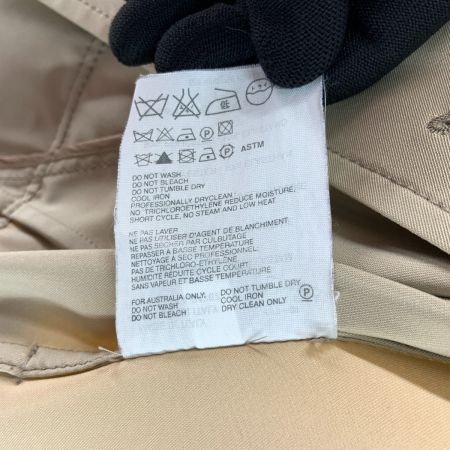 ASTM
DO NOT WASH
DO NOT BLEACH
DO NOT TUMBLE DRY
COOL IRON
PROFESSIONALLY DRYCLEAN: REDUCE MOISTURE,
NO TRICHLOROETHYLENE
SHORT CYCLE, NO STEAM AND LOW HEAT
NE PAS LAVER
NE PAS UTILISER D'AGENT DE BLANCHIMENT
NE PAS SECHER PAR CULBUTAGE
REPASSER A BASSE TEMPERATURE
NETTOYAGE A SEC PROFESSIONNEL
PAS DE TRICHLORO-ETHYLENE
HUMIDITE REDUITE CYCLE COURT
SANS VAPEUR ET BASSE TEMPERATURE
FOR AUSTRALIA ONLY: DO NOT TUMBLE DRY
DO NOT WASH COOL IRON
DO NOT BLEACH DRY CLEAN ONLY